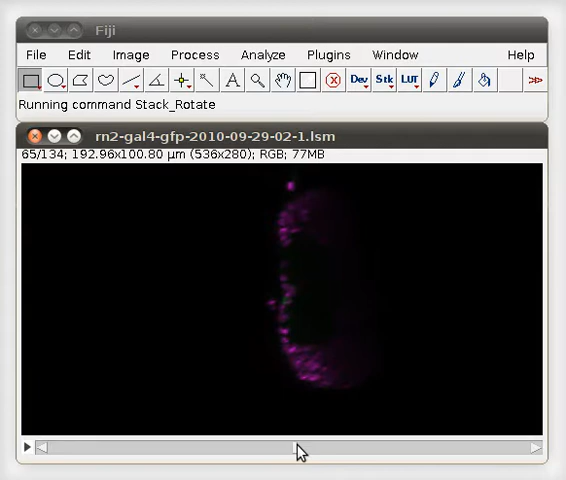 Fiji
File Edit Image Process Analyze Plugins Window Help
A Dev Stk LUT
Running command Stack_Rotate
rn2-gal4-gfp-2010-09-29-02-1.lsm
65/134; 192.96x100.80 µm (536x280); RGB; 77MB